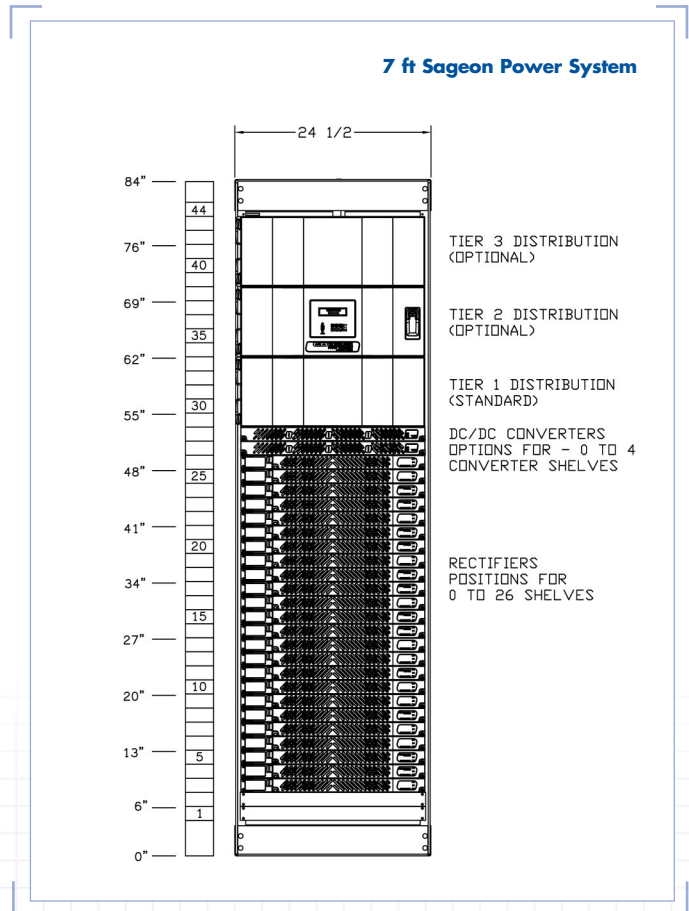 7 ft Sageon Power System
24 1/2
84"
44
76"
40
69"
35
62"
30
55"
48"
25
41"
20
34"
15
27"
10
20"
13"
5
6"
1
0"
TIER 3 DISTRIBUTION
(OPTIONAL)
TIER 2 DISTRIBUTION
(OPTIONAL)
TIER 1 DISTRIBUTION
(STANDARD)
DC/DC CONVERTERS
OPTIONS FOR - 0 TO 4
CONVERTER SHELVES
RECTIFIERS
POSITIONS FOR
0 TO 26 SHELVES